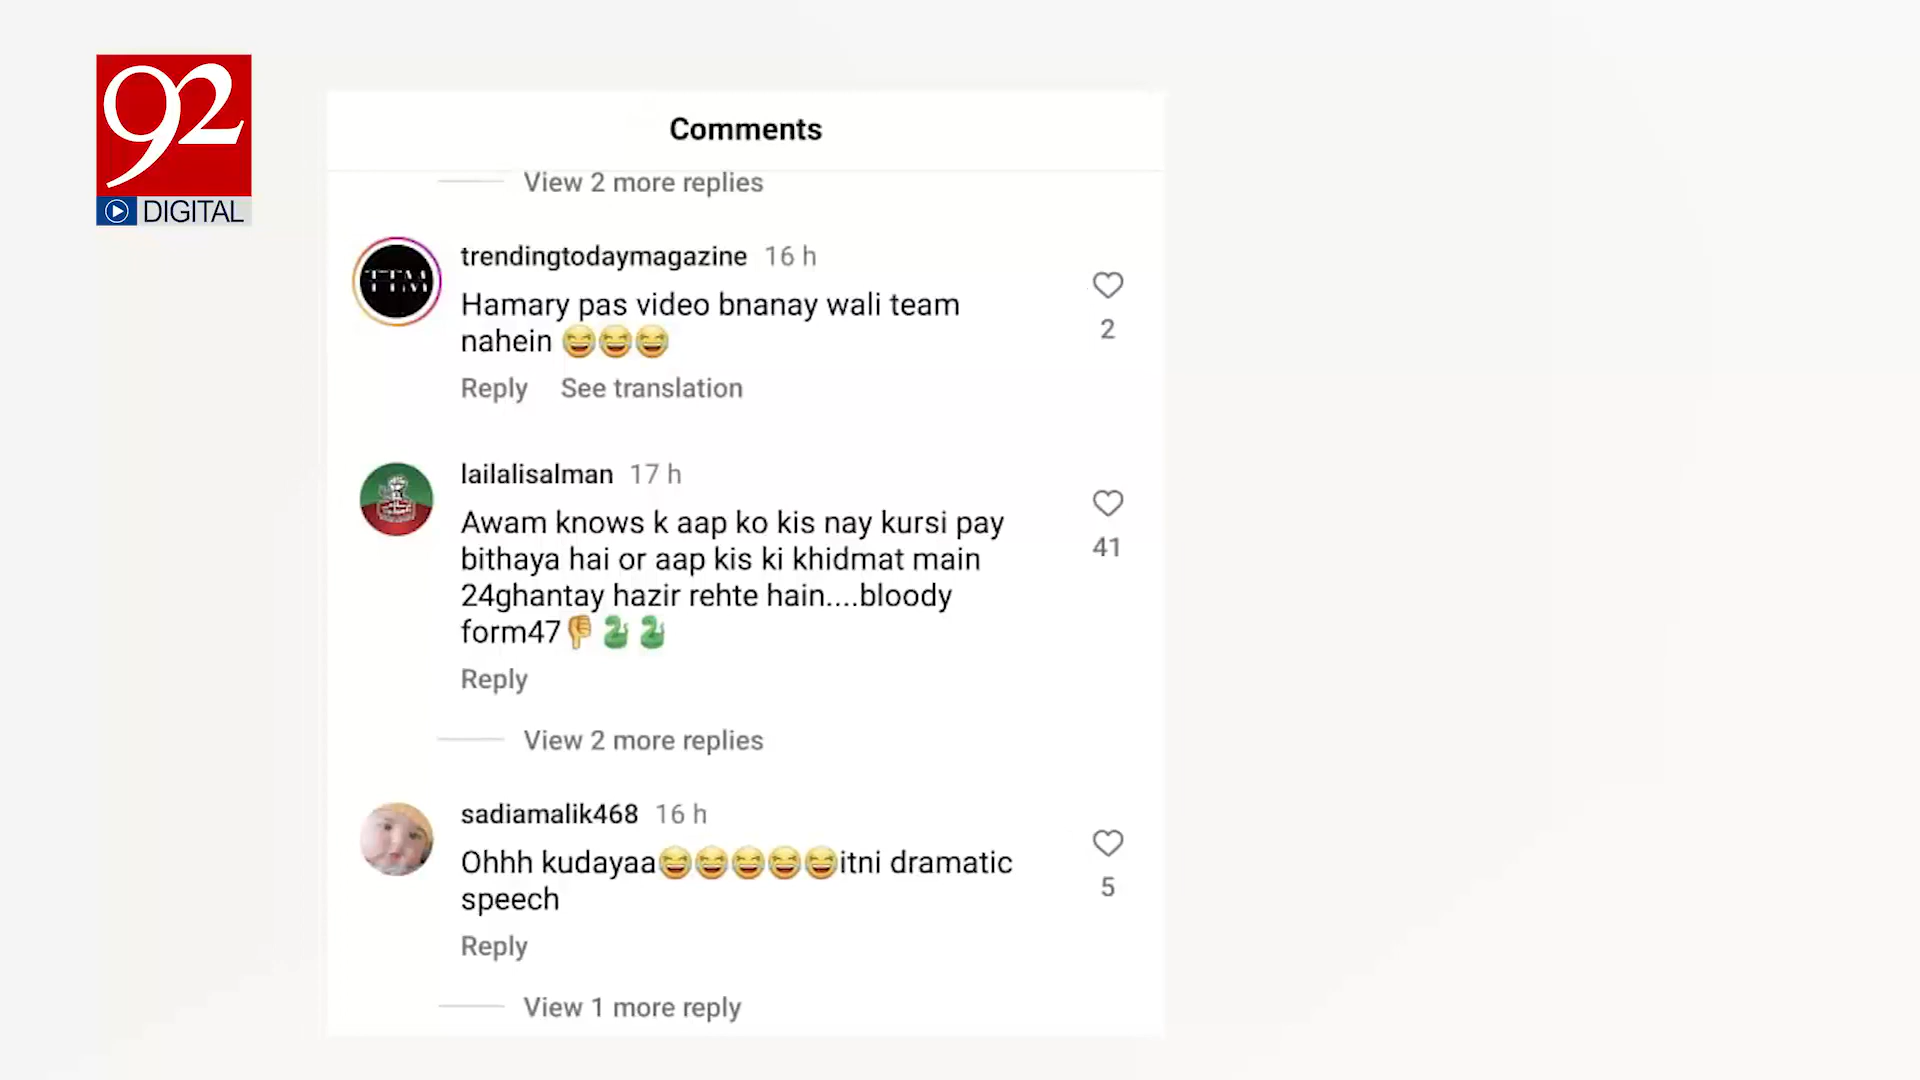 92
DIGITAL
Comments
View 2 more replies
trendingtodaymagazine 16 h
Hamary pas video bnanay wali team
nahein 😆😆😆
2
Reply See translation
lailalisalman 17 h
Awam knows k aap ko kis nay kursi pay
bithaya hai or aap kis ki khidmat main
24ghantay hazir rehte hain....bloody
form47👎🐍🐍
41
Reply
View 2 more replies
sadiamalik468 16 h
Ohhh kudayaa😆😆😆😆😆itni dramatic
speech
5
Reply
View 1 more reply